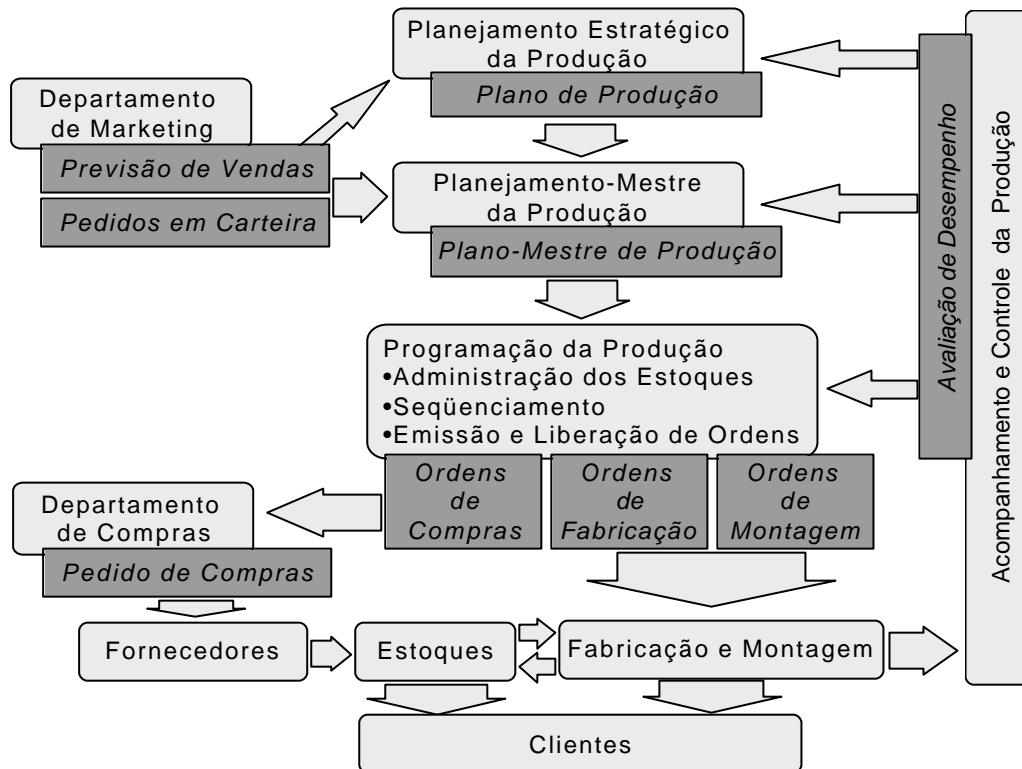 Planejamento Estratégico
da Produção
Plano de Produção
Departamento
de Marketing
Previsão de Vendas
Pedidos em Carteira
Planejamento-Mestre
da Produção
Plano-Mestre de Produção
Programação da Produção
•Administração dos Estoques
•Seqüenciamento
•Emissão e Liberação de Ordens
Ordens
de
Compras
Ordens
de
Fabricação
Ordens
de
Montagem
Departamento
de Compras
Pedido de Compras
Fornecedores
Estoques
Fabricação e Montagem
Clientes
Avaliação de Desempenho
Acompanhamento e Controle da Produção